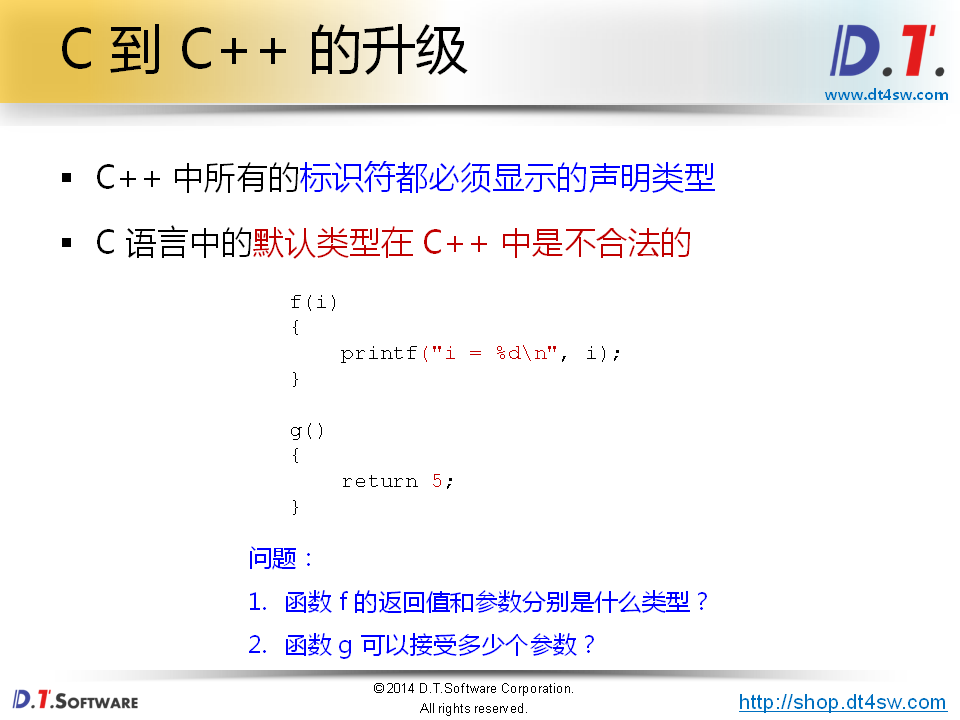 C 到 C++ 的升级
D.T.
www.dt4sw.com
▪ C++ 中所有的标识符都必须显示的声明类型
▪ C 语言中的默认类型在 C++ 中是不合法的
f(i)
{
    printf("i = %d\n", i);
}
g()
{
    return 5;
}
问题：
1. 函数 f 的返回值和参数分别是什么类型？
2. 函数 g 可以接受多少个参数？
D.T.SOFTWARE
©2014 D.T.Software Corporation.
All rights reserved.
http://shop.dt4sw.com